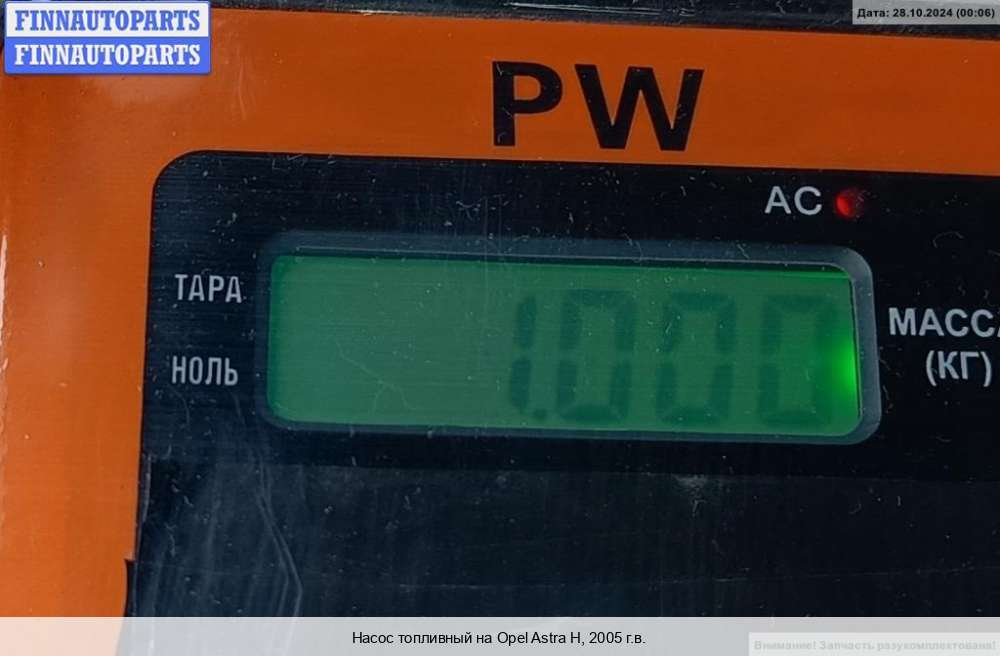 FINNAUTOPARTS
FINNAUTOPARTS
Дата: 28.10.2024 (00:06)
PW
AC
ТАРА
НОЛЬ
1.000
МАССА
(КГ)
Насос топливный на Opel Astra H, 2005 г.в.
Внимание! Запчасть разукомплектована!